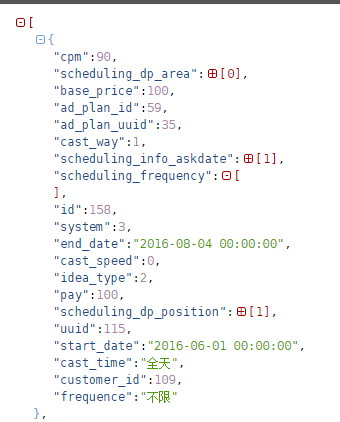 [
{
"cpm":90,
"scheduling_dp_area":[0],
"base_price":100,
"ad_plan_id":59,
"ad_plan_uuid":35,
"cast_way":1,
"scheduling_info_askdate":[1],
"scheduling_frequency":[
],
"id":158,
"system":3,
"end_date":"2016-08-04 00:00:00",
"cast_speed":0,
"idea_type":2,
"pay":100,
"scheduling_dp_position":[1],
"uuid":115,
"start_date":"2016-06-01 00:00:00",
"cast_time":"全天",
"customer_id":109,
"frequence":"不限"
},